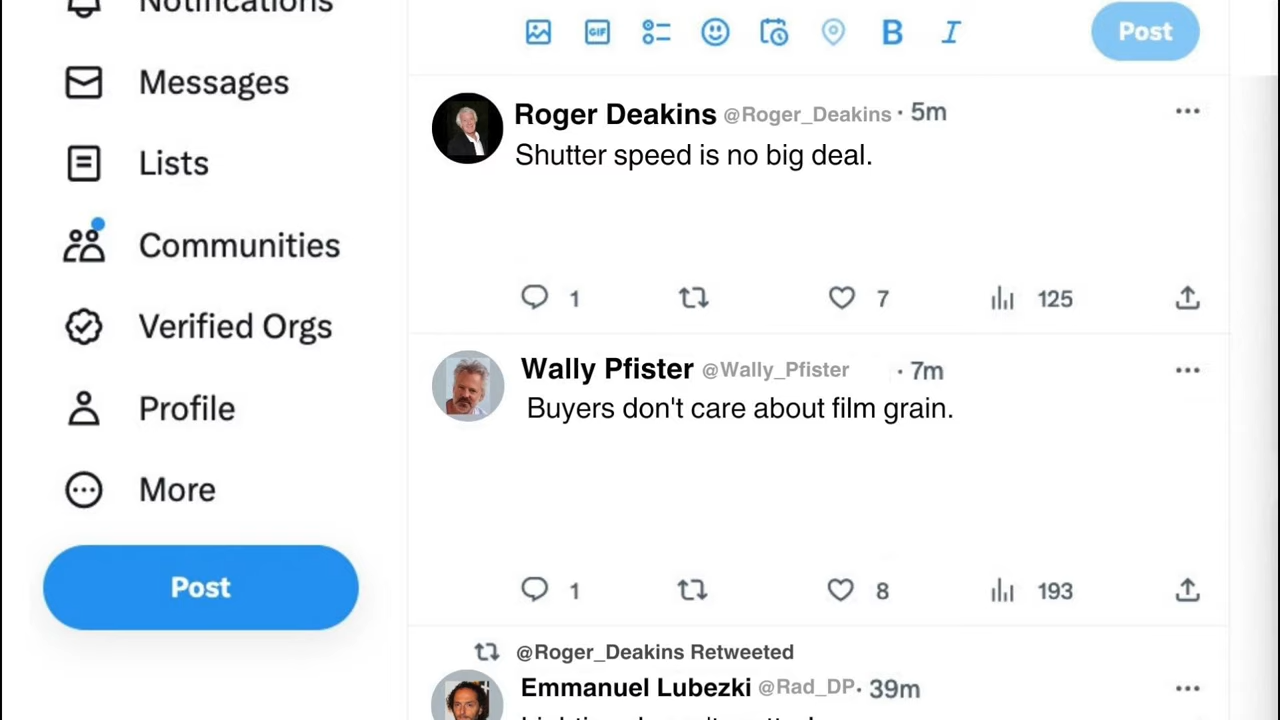 Notifications
Messages
Lists
Communities
Verified Orgs
Profile
More
Post
GIF B I Post
Roger Deakins @Roger_Deakins · 5m
Shutter speed is no big deal.
1 7 125
Wally Pfister @Wally_Pfister · 7m
Buyers don't care about film grain.
1 8 193
@Roger_Deakins Retweeted
Emmanuel Lubezki @Rad_DP · 39m